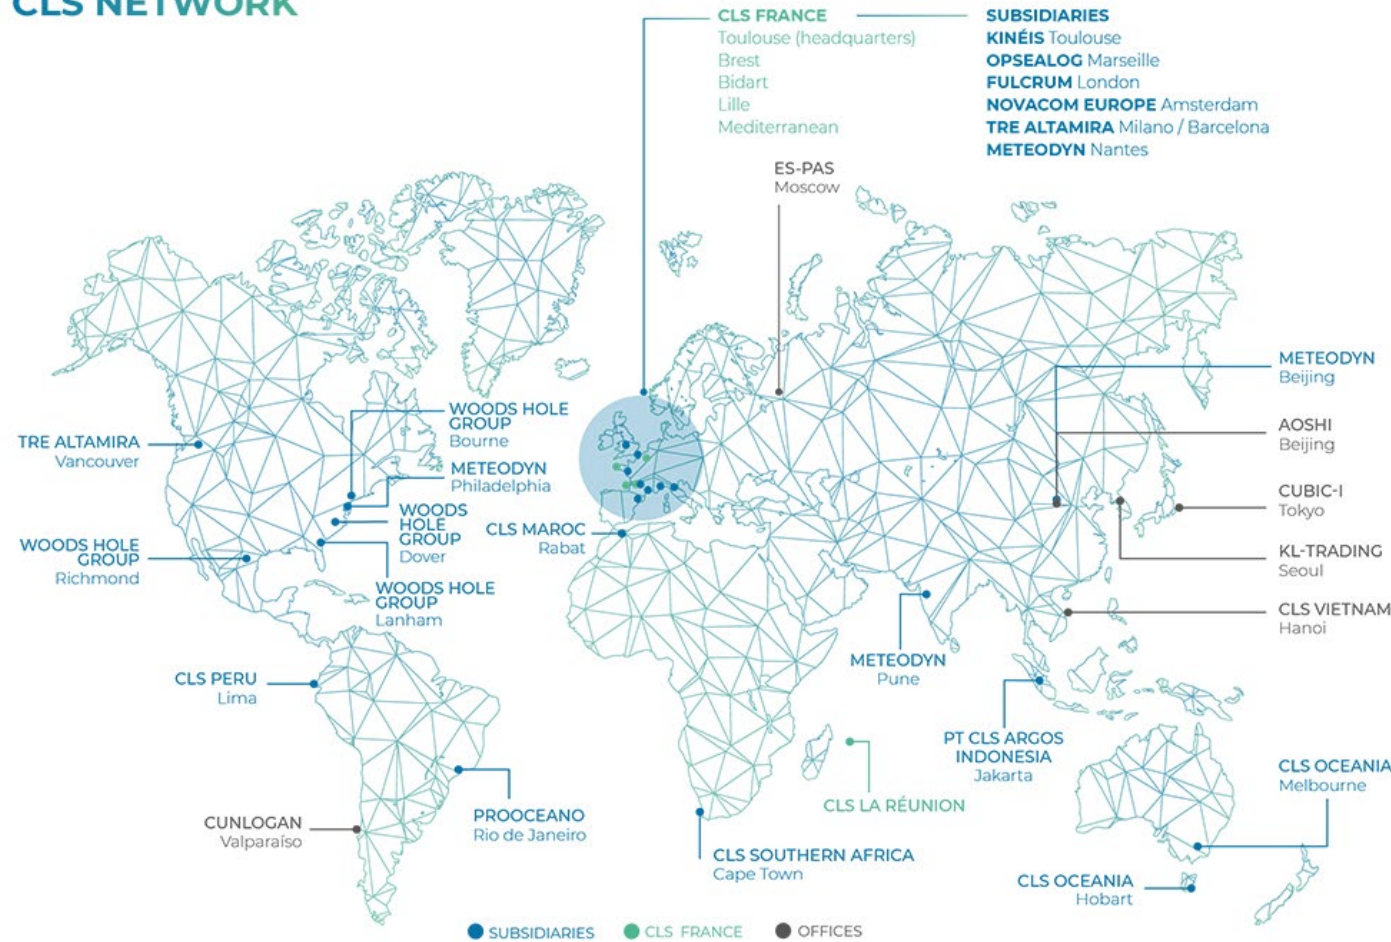 CLS NETWORK
CLS FRANCE
Toulouse (headquarters)
Brest
Bidart
Lille
Mediterranean
SUBSIDIARIES
KINÉIS Toulouse
OPSEALOG Marseille
FULCRUM London
NOVACOM EUROPE Amsterdam
TRE ALTAMIRA Milano / Barcelona
METEODYN Nantes
ES-PAS
Moscow
METEODYN
Beijing
AOSHI
Beijing
CUBIC-I
Tokyo
KL-TRADING
Seoul
CLS VIETNAM
Hanoi
TRE ALTAMIRA
Vancouver
WOODS HOLE
GROUP
Bourne
METEODYN
Philadelphia
WOODS
HOLE
GROUP
Dover
WOODS HOLE
GROUP
Lanham
WOODS HOLE
GROUP
Richmond
CLS MAROC
Rabat
CLS PERU
Lima
METEODYN
Pune
PT CLS ARGOS
INDONESIA
Jakarta
CLS OCEANIA
Melbourne
CLS LA RÉUNION
PROOCEANO
Rio de Janeiro
CUNLOGAN
Valparaíso
CLS SOUTHERN AFRICA
Cape Town
CLS OCEANIA
Hobart
SUBSIDIARIES
CLS FRANCE
OFFICES